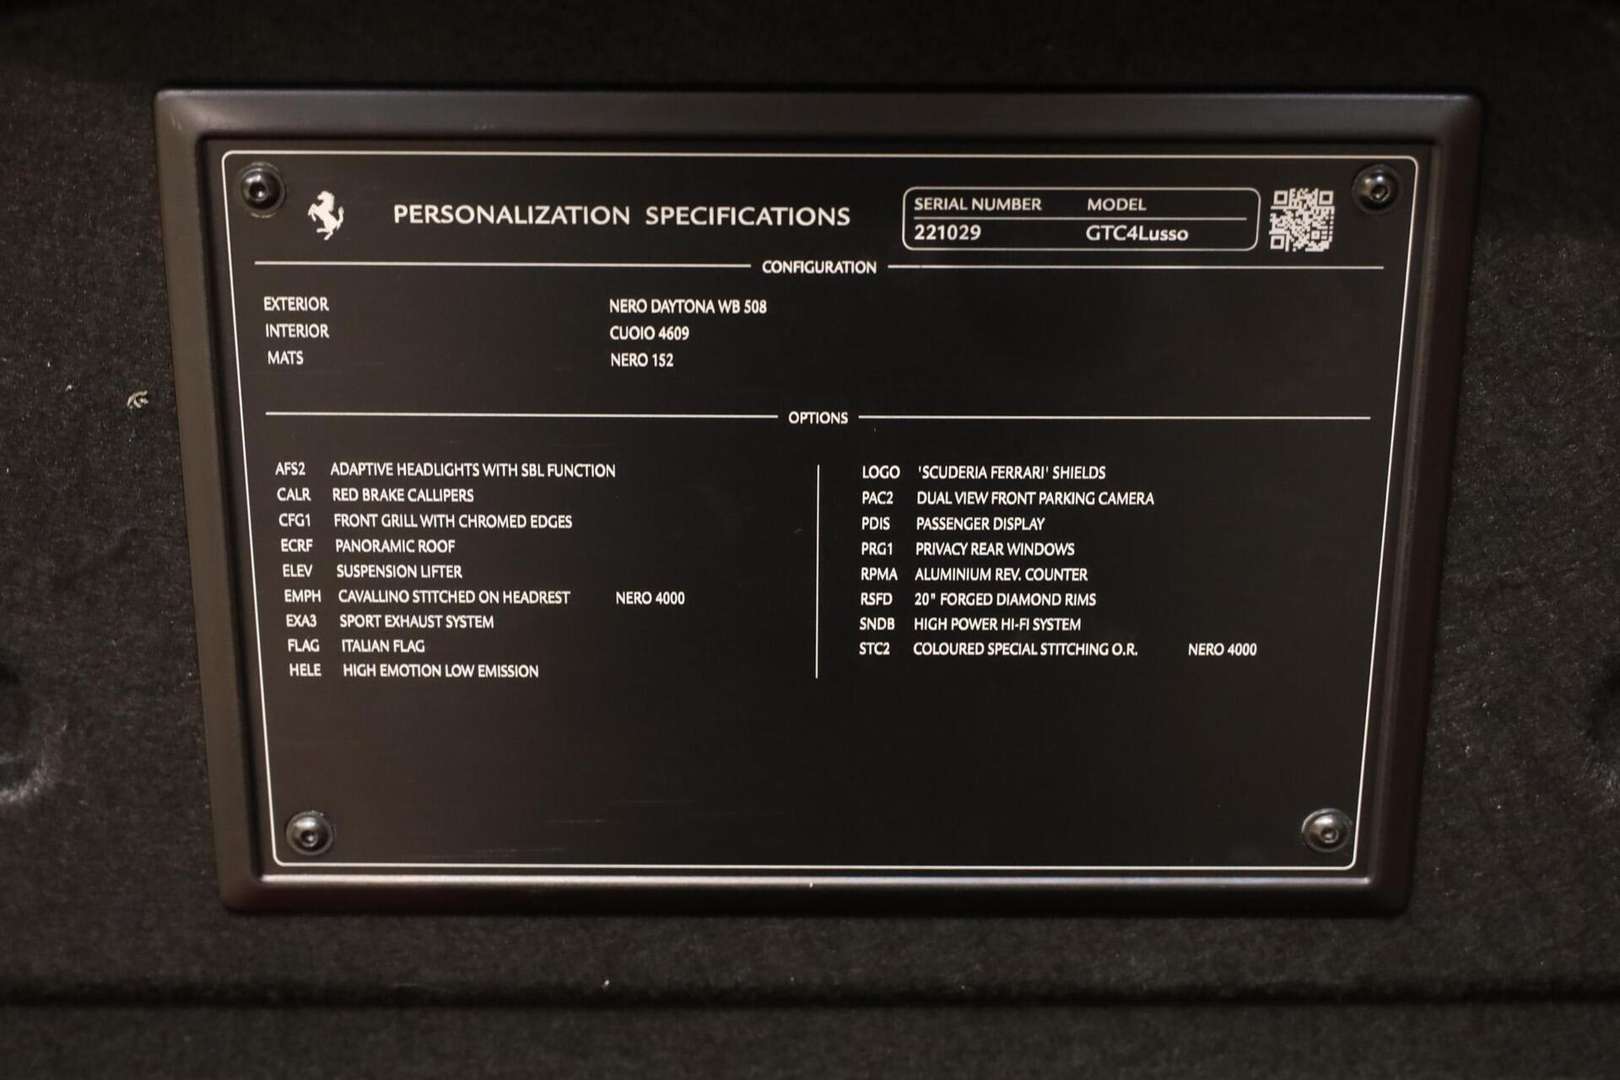 PERSONALIZATION SPECIFICATIONS
SERIAL NUMBER MODEL
221029 GTC4Lusso
CONFIGURATION
EXTERIOR NERO DAYTONA WB 508
INTERIOR CUOIO 4609
MATS NERO 152
OPTIONS
AFS2 ADAPTIVE HEADLIGHTS WITH SBL FUNCTION
CALR RED BRAKE CALLIPERS
CFG1 FRONT GRILL WITH CHROMED EDGES
ECRF PANORAMIC ROOF
ELEV SUSPENSION LIFTER
EMPH CAVALLINO STITCHED ON HEADREST NERO 4000
EXA3 SPORT EXHAUST SYSTEM
FLAG ITALIAN FLAG
HELE HIGH EMOTION LOW EMISSION
LOGO 'SCUDERIA FERRARI' SHIELDS
PAC2 DUAL VIEW FRONT PARKING CAMERA
PDIS PASSENGER DISPLAY
PRG1 PRIVACY REAR WINDOWS
RPMA ALUMINIUM REV. COUNTER
RSFD 20" FORGED DIAMOND RIMS
SNDB HIGH POWER HI-FI SYSTEM
STC2 COLOURED SPECIAL STITCHING O.R. NERO 4000